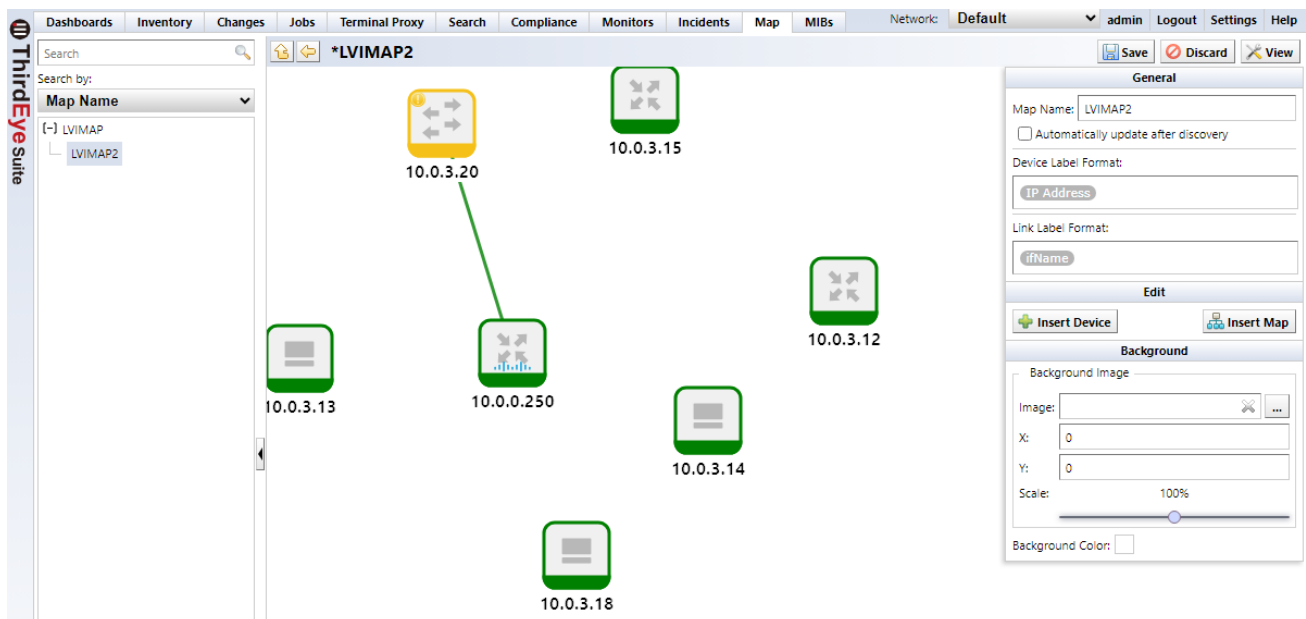 ThirdEye Suite
Dashboards Inventory Changes Jobs Terminal Proxy Search Compliance Monitors Incidents Map MIBs Network: Default admin Logout Settings Help
Search
Search by:
Map Name
[-] LVIMAP
LVIMAP2
*LVIMAP2
Save Discard View
10.0.3.20
10.0.3.15
10.0.3.12
10.0.3.13
10.0.0.250
10.0.3.14
10.0.3.18
General
Map Name: LVIMAP2
Automatically update after discovery
Device Label Format:
IP Address
Link Label Format:
ifName
Edit
Insert Device Insert Map
Background
Background Image
Image: ...
X: 0
Y: 0
Scale: 100%
Background Color: